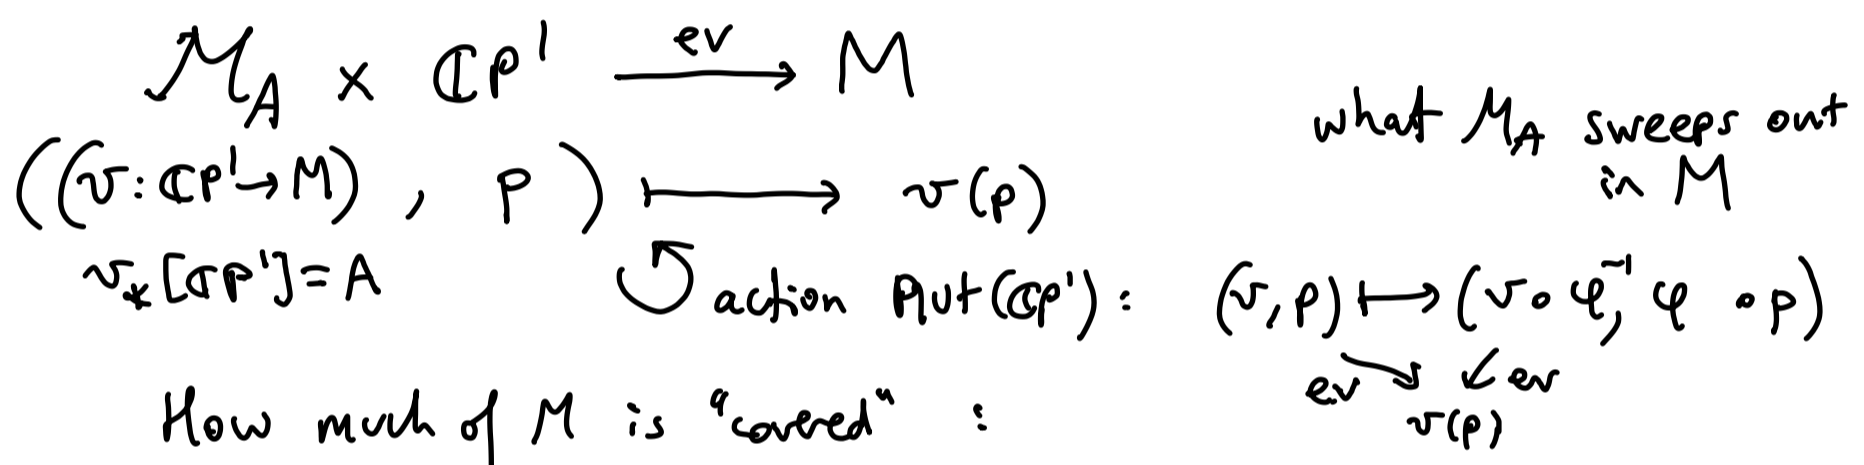 ℳ_A × ℂP¹ —ev→ M
what ℳ_A sweeps out
in M
((v: ℂP¹→M), p) ⟼ v(p)
v_*[ℂP¹]=A
↺ action Aut(ℂP¹): (v,p) ⟼ (v∘φ⁻¹, φ∘p)
ev ↘ ↙ ev
v(p)
How much of M is "covered" :